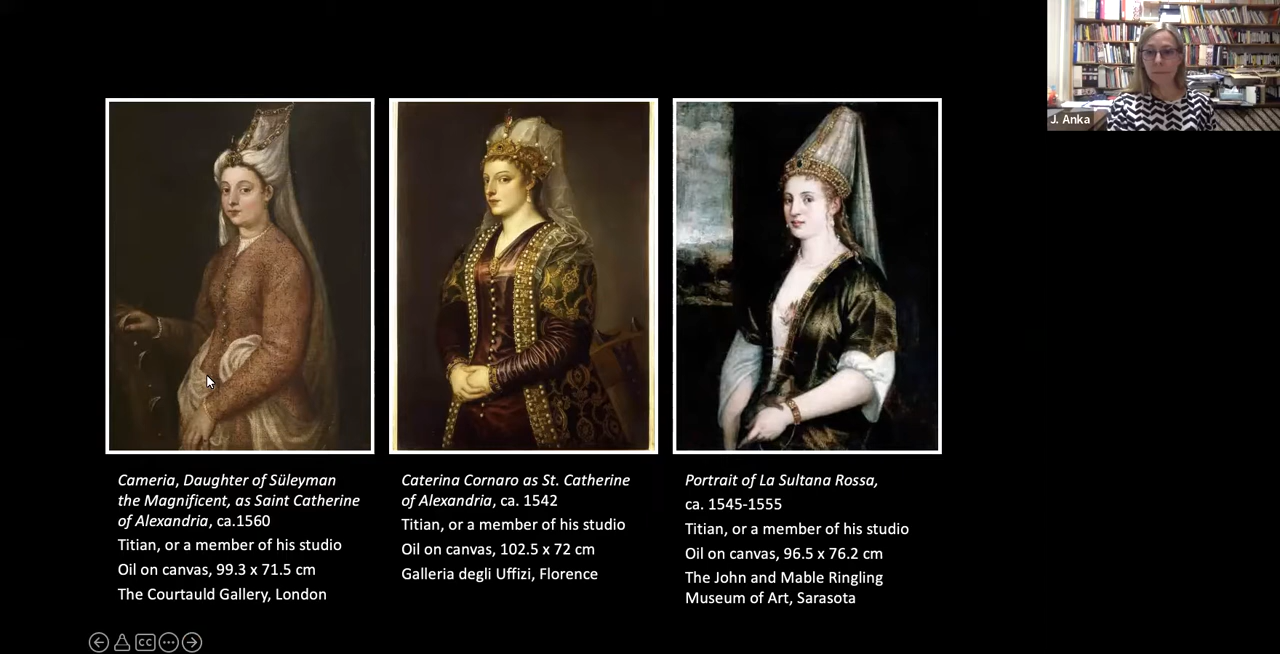 J. Anka
Cameria, Daughter of Süleyman
the Magnificent, as Saint Catherine
of Alexandria, ca.1560
Titian, or a member of his studio
Oil on canvas, 99.3 x 71.5 cm
The Courtauld Gallery, London
Caterina Cornaro as St. Catherine
of Alexandria, ca. 1542
Titian, or a member of his studio
Oil on canvas, 102.5 x 72 cm
Galleria degli Uffizi, Florence
Portrait of La Sultana Rossa,
ca. 1545-1555
Titian, or a member of his studio
Oil on canvas, 96.5 x 76.2 cm
The John and Mable Ringling
Museum of Art, Sarasota
CC